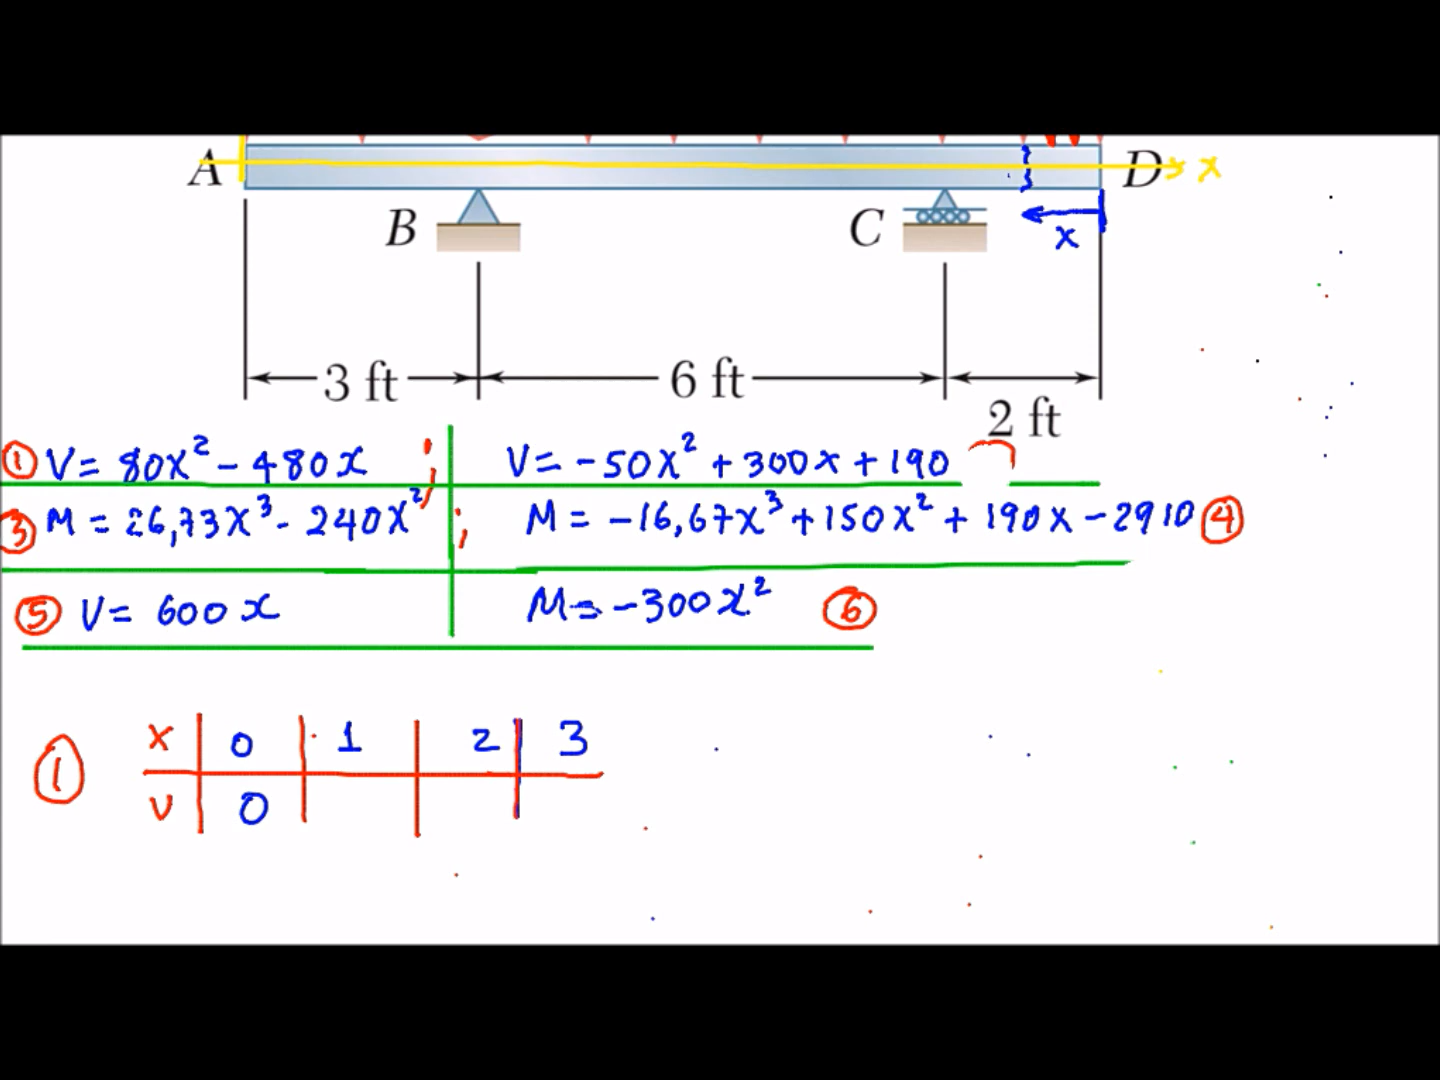 A D x
B C x
3 ft 6 ft 2 ft
① V = 80x² - 480x ; V = -50x² + 300x + 190
③ M = 26,73x³ - 240x² ; M = -16,67x³ + 150x² + 190x - 2910 ④
⑤ V = 600x M = -300x² ⑥
① x 0 1 2 3
V 0